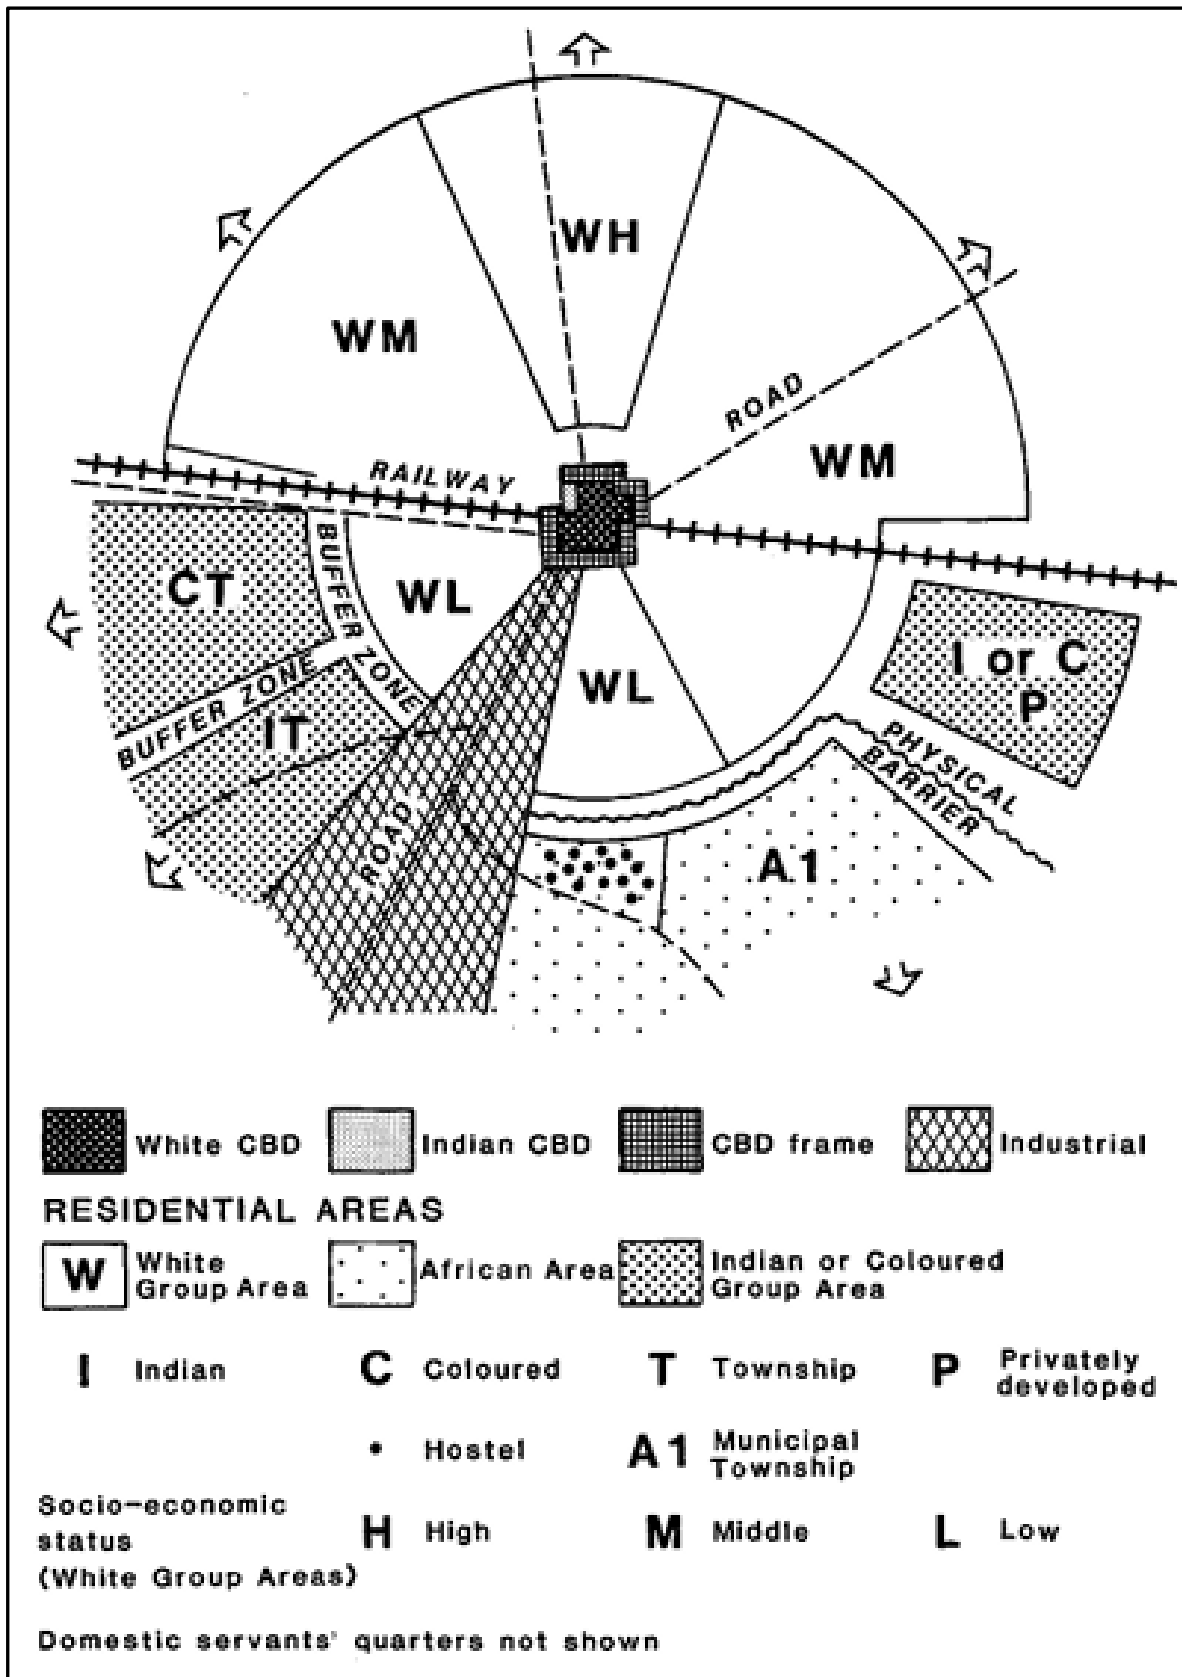 WH
WM
ROAD
WM
RAILWAY
BUFFER ZONE
CT
WL
I or C
P
BUFFER ZONE
IT
WL
PHYSICAL
BARRIER
ROAD
A1
White CBD
Indian CBD
CBD frame
Industrial
RESIDENTIAL AREAS
W White
Group Area
African Area
Indian or Coloured
Group Area
I Indian
C Coloured
T Township
P Privately
developed
• Hostel
A1 Municipal
Township
Socio-economic
status
(White Group Areas)
H High
M Middle
L Low
Domestic servants' quarters not shown